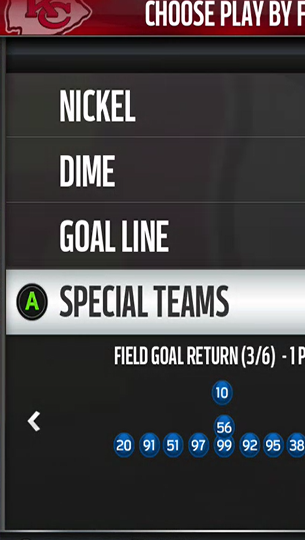 KC
CHOOSE PLAY BY F
NICKEL
DIME
GOAL LINE
A SPECIAL TEAMS
FIELD GOAL RETURN (3/6) - 1 P
10
56
20 91 51 97 99 92 95 38